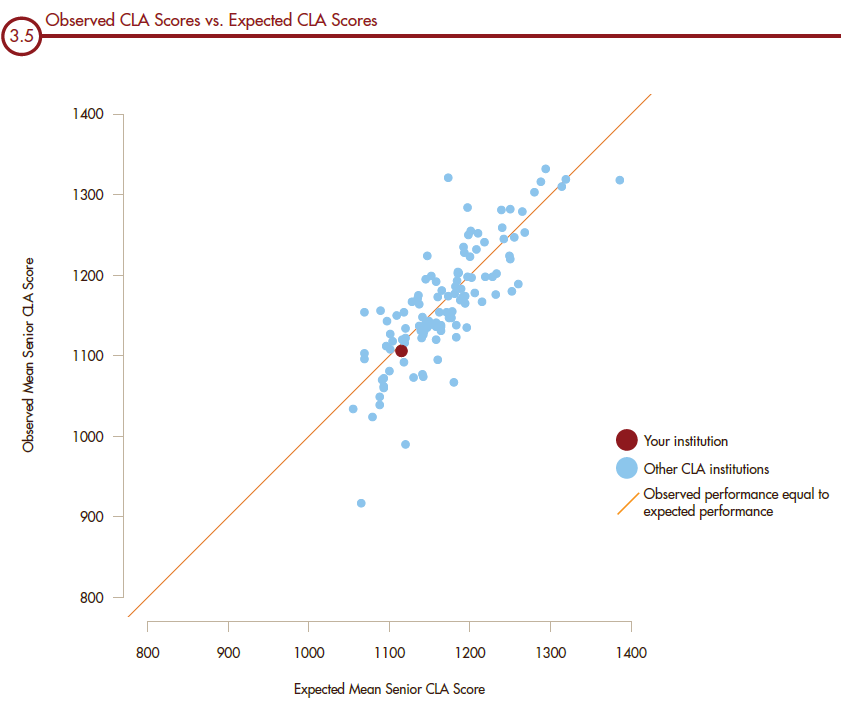 Observed CLA Scores vs. Expected CLA Scores
3.5
1400
1300
1200
1100
1000
900
800
Observed Mean Senior CLA Score
Your institution
Other CLA institutions
Observed performance equal to
expected performance
800 900 1000 1100 1200 1300 1400
Expected Mean Senior CLA Score